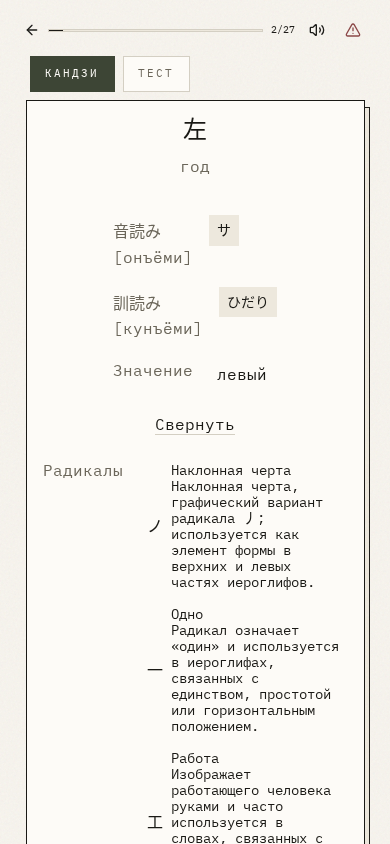 2/27
КАНДЗИ
ТЕСТ
左
год
音読み
サ
[онъёми]
訓読み
ひだり
[кунъёми]
Значение
левый
Свернуть
Радикалы
ノ
Наклонная черта
Наклонная черта,
графический вариант
радикала 丿;
используется как
элемент формы в
верхних и левых
частях иероглифов.
一
Одно
Радикал означает
«один» и используется
в иероглифах,
связанных с
единством, простотой
или горизонтальным
положением.
工
Работа
Изображает
работающего человека
руками и часто
используется в
словах, связанных с